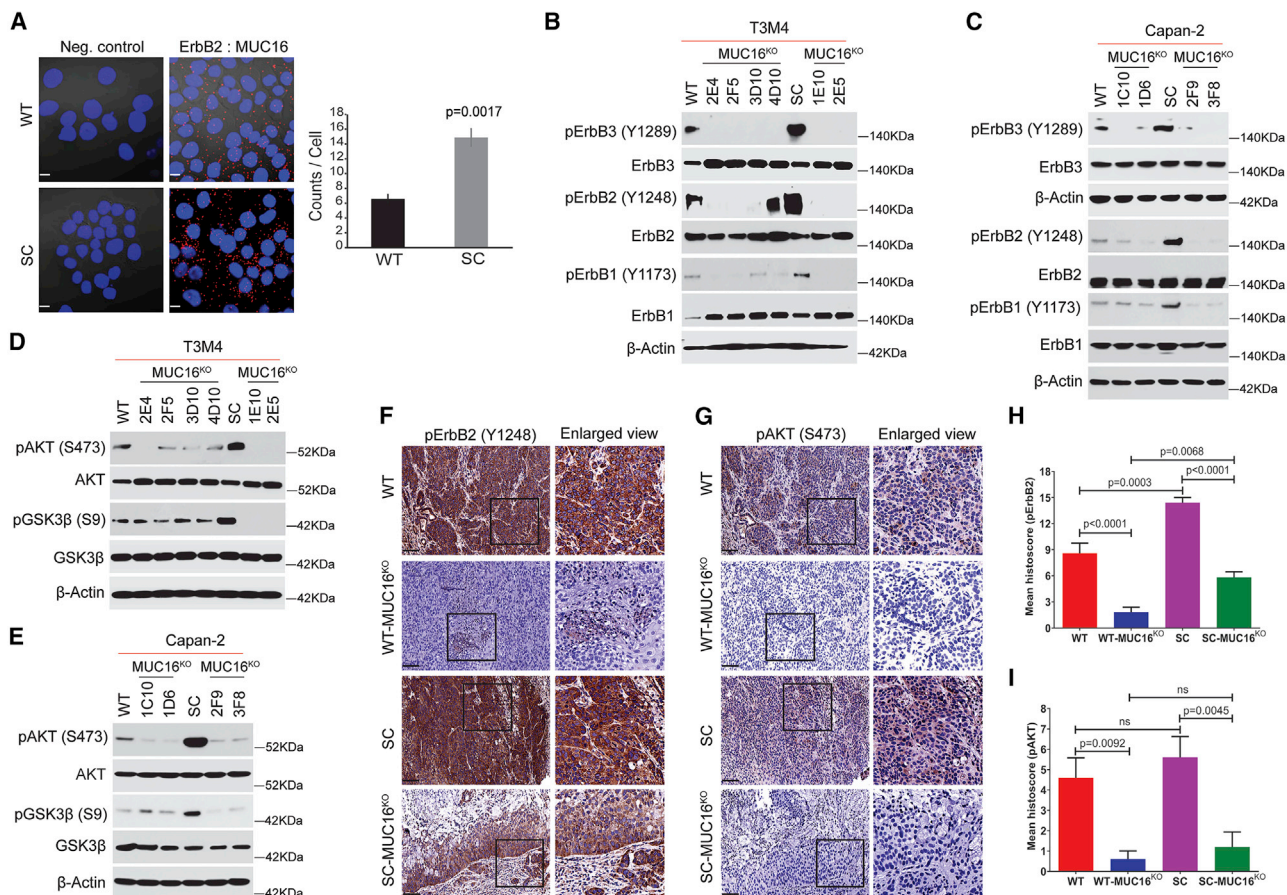 A
Neg. control
ErbB2 : MUC16
WT
SC
Counts / Cell
18
16
14
12
10
8
6
4
2
0
p=0.0017
WT
SC
B
T3M4
MUC16KO
MUC16KO
WT
2E4
2F5
3D10
4D10
SC
1E10
2E5
pErbB3 (Y1289)
—140KDa
ErbB3
—140KDa
pErbB2 (Y1248)
—140KDa
ErbB2
—140KDa
pErbB1 (Y1173)
—140KDa
ErbB1
—140KDa
β-Actin
—42KDa
C
Capan-2
MUC16KO
MUC16KO
WT
1C10
1D6
SC
2F9
3F8
pErbB3 (Y1289)
—140KDa
ErbB3
—140KDa
β-Actin
—42KDa
pErbB2 (Y1248)
—140KDa
ErbB2
—140KDa
pErbB1 (Y1173)
—140KDa
ErbB1
—140KDa
β-Actin
—42KDa
D
T3M4
MUC16KO
MUC16KO
WT
2E4
2F5
3D10
4D10
SC
1E10
2E5
pAKT (S473)
—52KDa
AKT
—52KDa
pGSK3β (S9)
—42KDa
GSK3β
—42KDa
β-Actin
—42KDa
E
Capan-2
MUC16KO
MUC16KO
WT
1C10
1D6
SC
2F9
3F8
pAKT (S473)
—52KDa
AKT
—52KDa
pGSK3β (S9)
—42KDa
GSK3β
—42KDa
β-Actin
—42KDa
F
pErbB2 (Y1248)
Enlarged view
WT
WT-MUC16KO
SC
SC-MUC16KO
G
pAKT (S473)
Enlarged view
WT
WT-MUC16KO
SC
SC-MUC16KO
H
Mean histoscore (pErbB2)
18
15
12
9
6
3
0
p=0.0068
p=0.0003
p<0.0001
p<0.0001
WT
WT-MUC16KO
SC
SC-MUC16KO
I
Mean histoscore (pAKT)
8
7
6
5
4
3
2
1
0
ns
ns
p=0.0045
p=0.0092
WT
WT-MUC16KO
SC
SC-MUC16KO